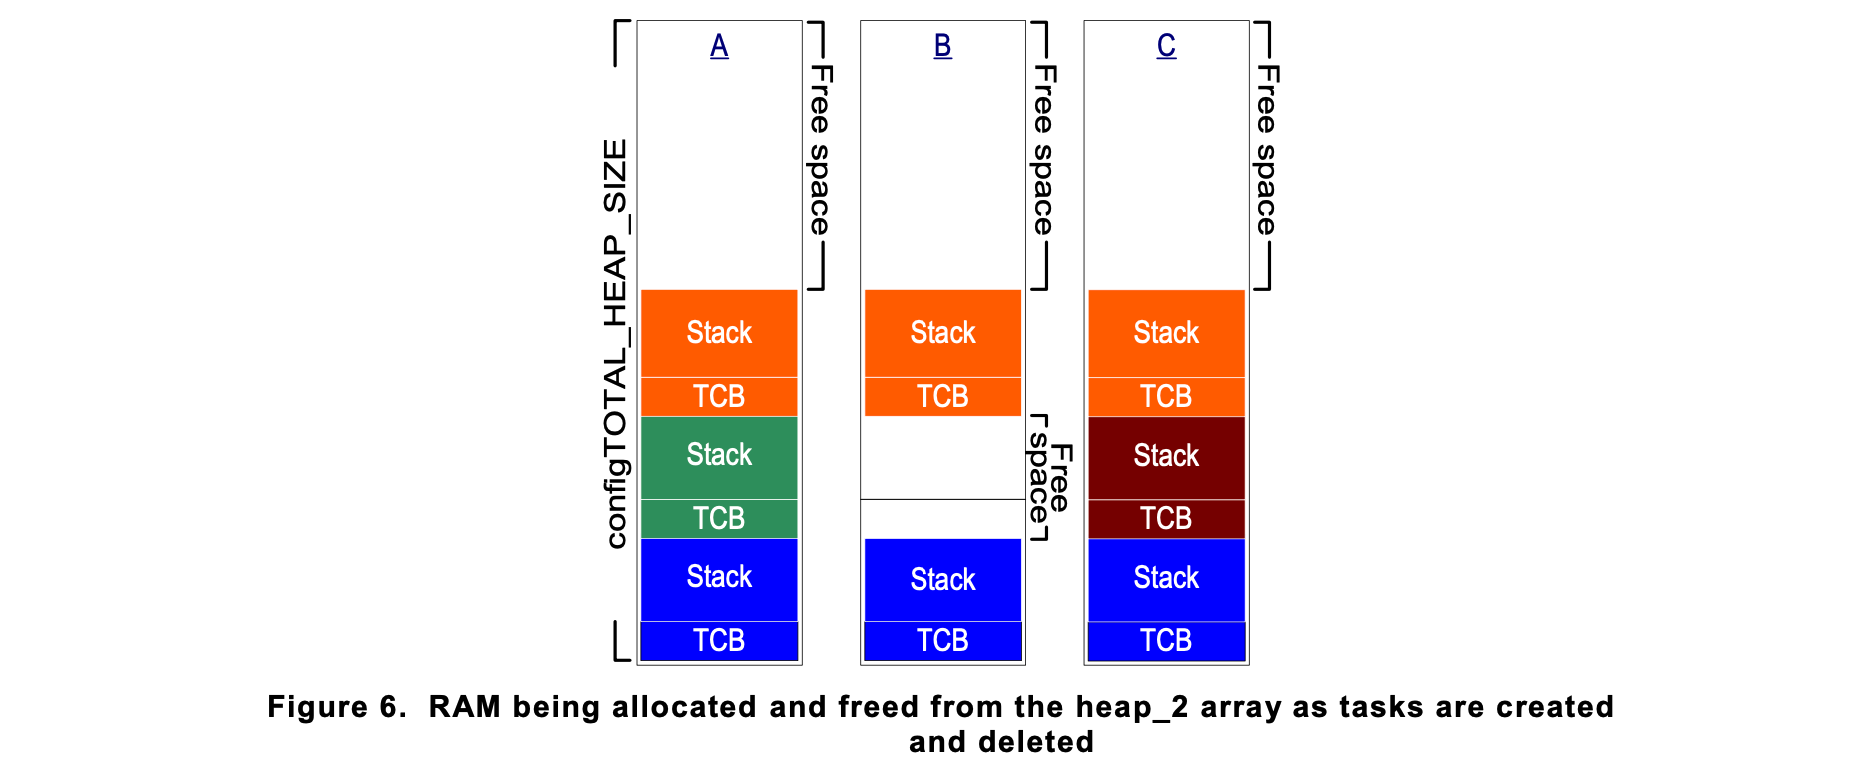 A
B
C
configTOTAL_HEAP_SIZE
Free space
Free space
Free space
Stack
Stack
Stack
TCB
TCB
TCB
Stack
Free
space
Stack
TCB
TCB
Stack
Stack
Stack
TCB
TCB
TCB
Figure 6. RAM being allocated and freed from the heap_2 array as tasks are created
and deleted